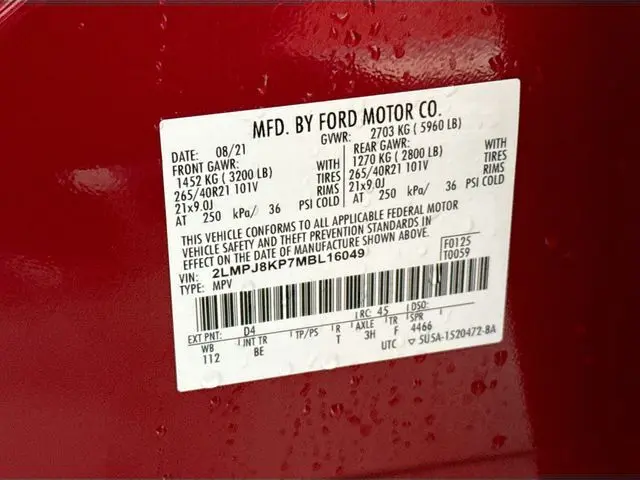 MFD. BY FORD MOTOR CO.
DATE: 08/21 GVWR: 2703 KG ( 5960 LB)
FRONT GAWR: REAR GAWR:
1452 KG ( 3200 LB) WITH 1270 KG ( 2800 LB) WITH
265/40R21 101V TIRES 265/40R21 101V TIRES
21x9.0J RIMS 21x9.0J RIMS
AT 250 kPa/ 36 PSI COLD AT 250 kPa/ 36 PSI COLD
THIS VEHICLE CONFORMS TO ALL APPLICABLE FEDERAL MOTOR
VEHICLE SAFETY AND THEFT PREVENTION STANDARDS IN
EFFECT ON THE DATE OF MANUFACTURE SHOWN ABOVE.
VIN: 2LMPJ8KP7MBL16049 F0125
TYPE: MPV T0059
EXT PNT: D4 RC: 45 DSO:
WB INT TR TP/PS R AXLE TR SPR
112 BE T 3H F 4466
UTC ▽ 5U5A-1520472-BA